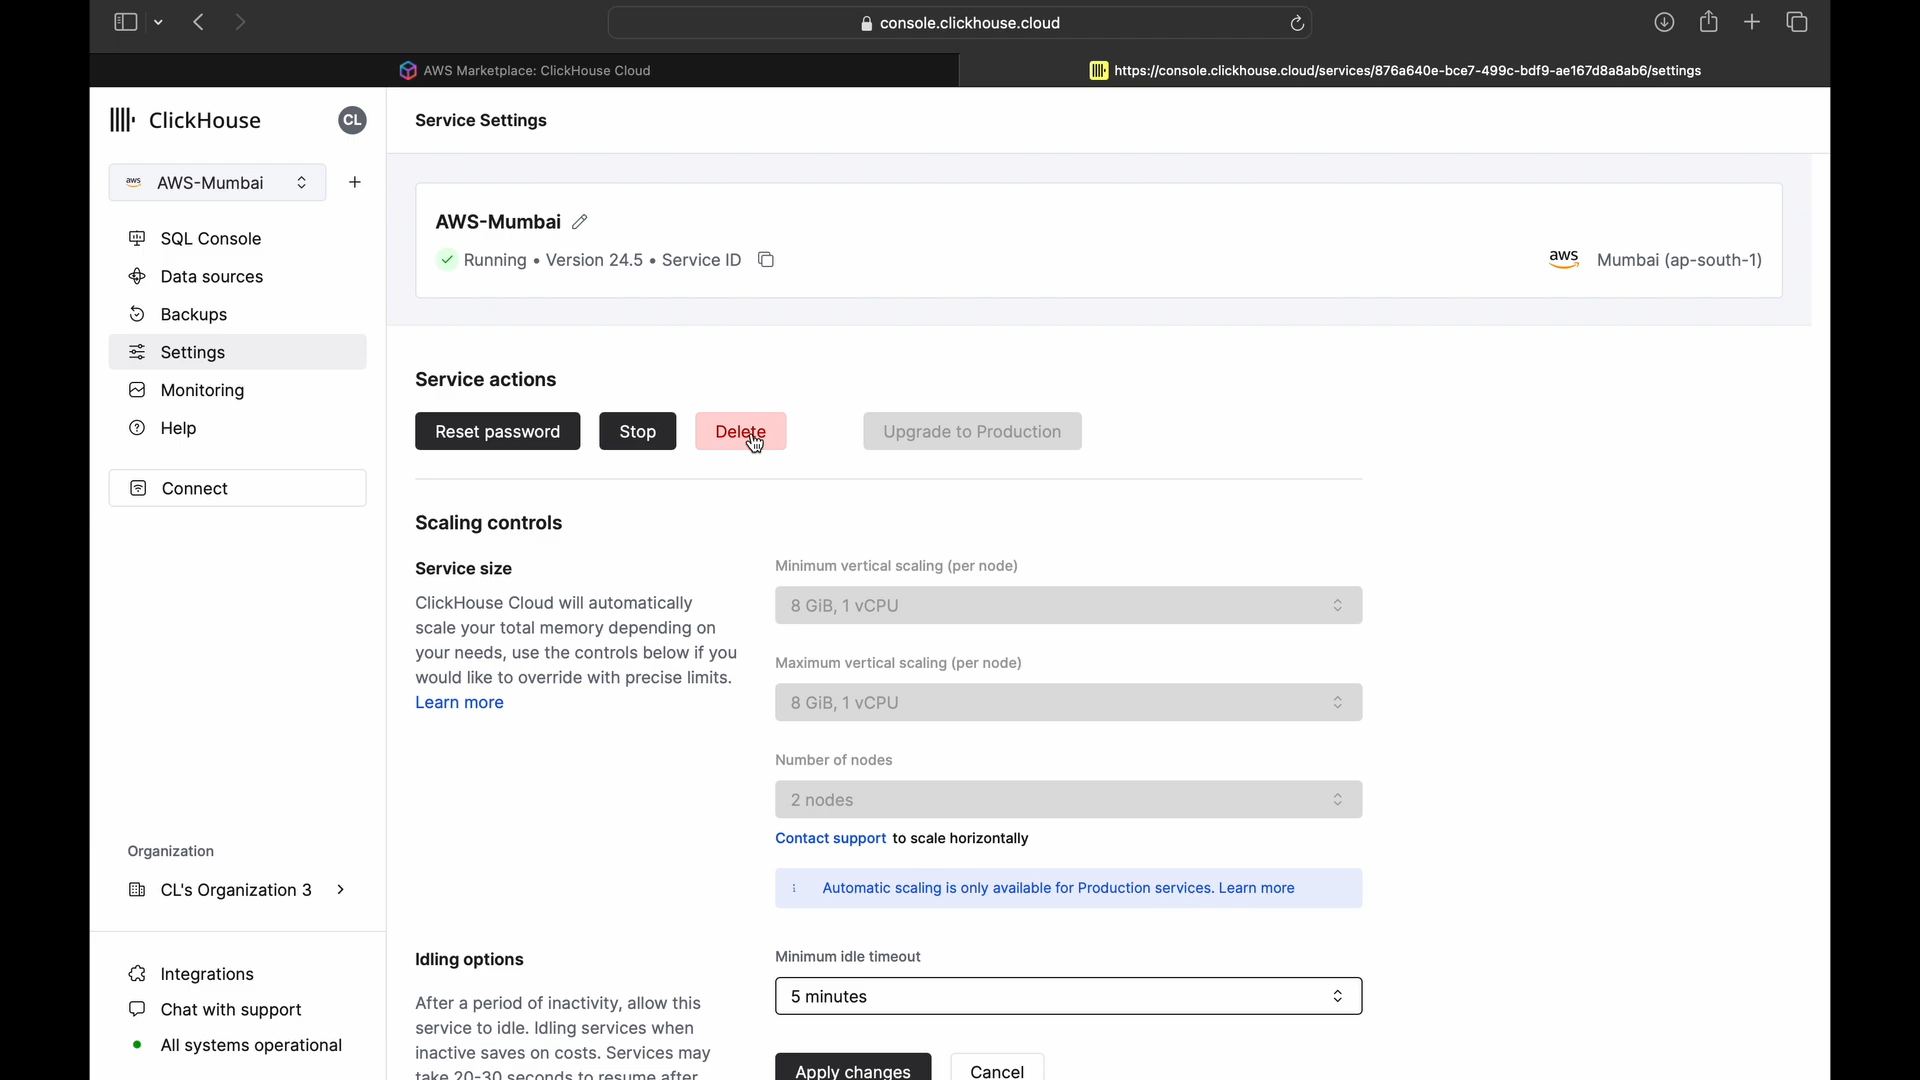 console.clickhouse.cloud
AWS Marketplace: ClickHouse Cloud
https://console.clickhouse.cloud/services/876a640e-bce7-499c-bdf9-ae167d8a8ab6/settings
ClickHouse
CL
Service Settings
aws AWS-Mumbai
SQL Console
Data sources
Backups
Settings
Monitoring
Help
Connect
AWS-Mumbai
Running • Version 24.5 • Service ID
aws Mumbai (ap-south-1)
Service actions
Reset password
Stop
Delete
Upgrade to Production
Scaling controls
Service size
ClickHouse Cloud will automatically
scale your total memory depending on
your needs, use the controls below if you
would like to override with precise limits.
Learn more
Minimum vertical scaling (per node)
8 GiB, 1 vCPU
Maximum vertical scaling (per node)
8 GiB, 1 vCPU
Number of nodes
2 nodes
Contact support to scale horizontally
Automatic scaling is only available for Production services. Learn more
Organization
CL's Organization 3
Integrations
Chat with support
All systems operational
Idling options
After a period of inactivity, allow this
service to idle. Idling services when
inactive saves on costs. Services may
take 20-30 seconds to resume after
Minimum idle timeout
5 minutes
Apply changes
Cancel